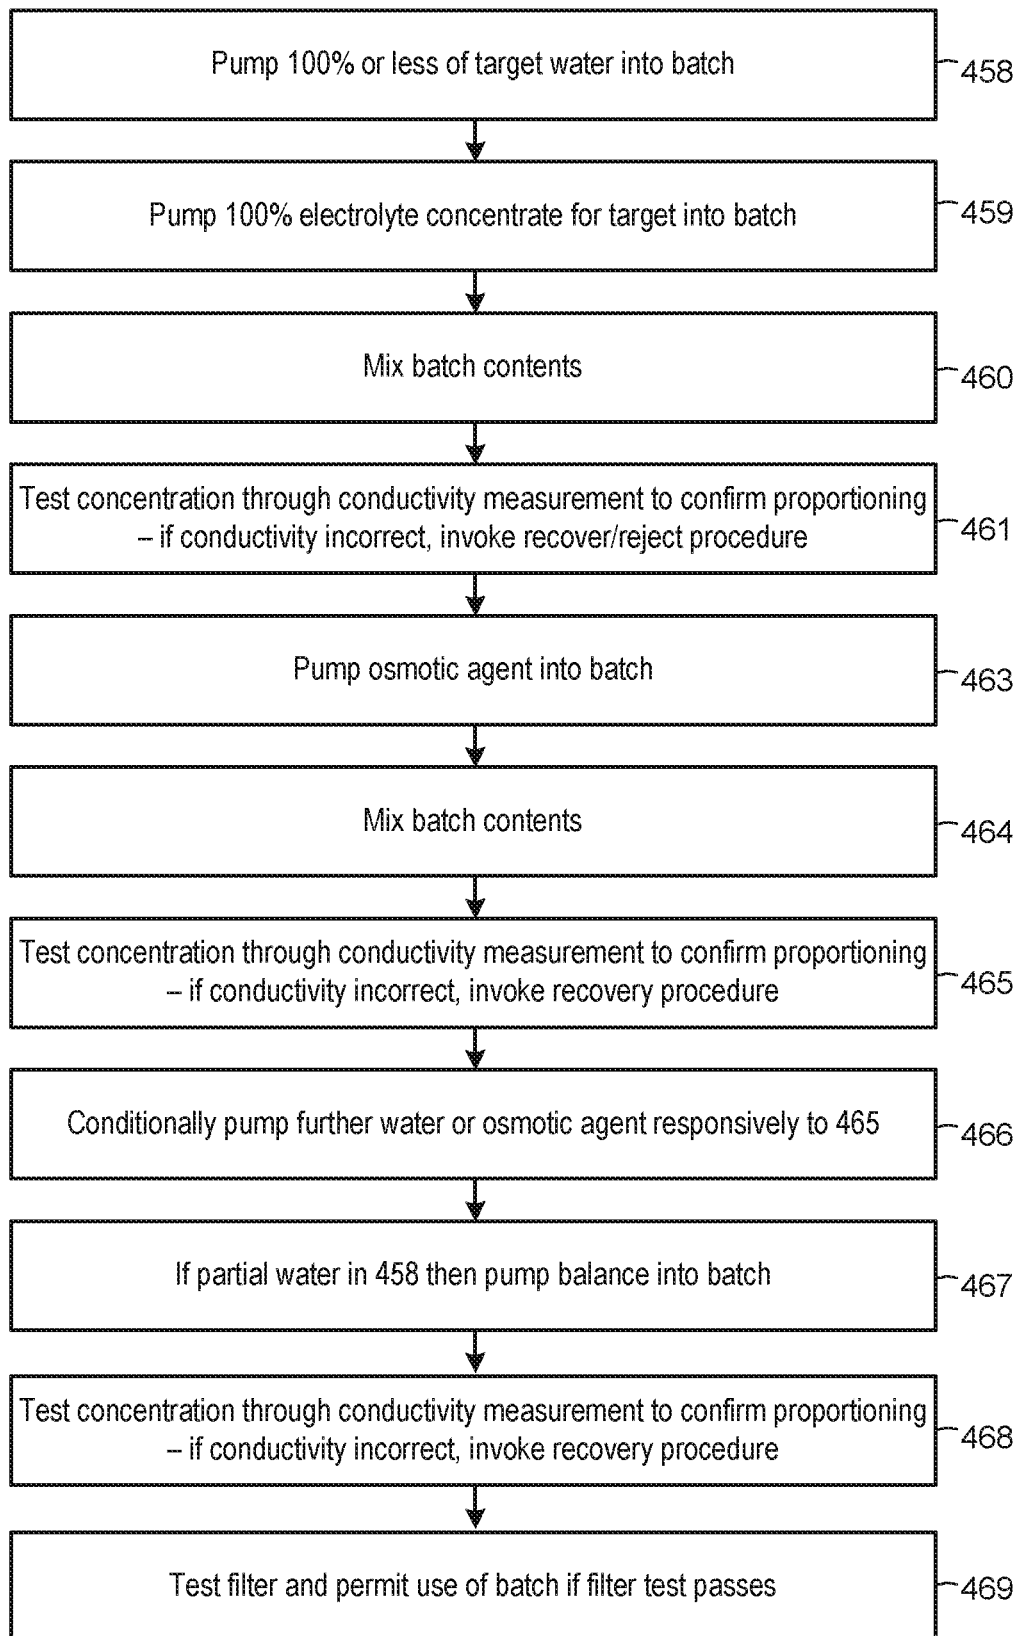 Pump 100% or less of target water into batch
458
Pump 100% electrolyte concentrate for target into batch
459
Mix batch contents
460
Test concentration through conductivity measurement to confirm proportioning
– if conductivity incorrect, invoke recover/reject procedure
461
Pump osmotic agent into batch
463
Mix batch contents
464
Test concentration through conductivity measurement to confirm proportioning
– if conductivity incorrect, invoke recovery procedure
465
Conditionally pump further water or osmotic agent responsively to 465
466
If partial water in 458 then pump balance into batch
467
Test concentration through conductivity measurement to confirm proportioning
– if conductivity incorrect, invoke recovery procedure
468
Test filter and permit use of batch if filter test passes
469